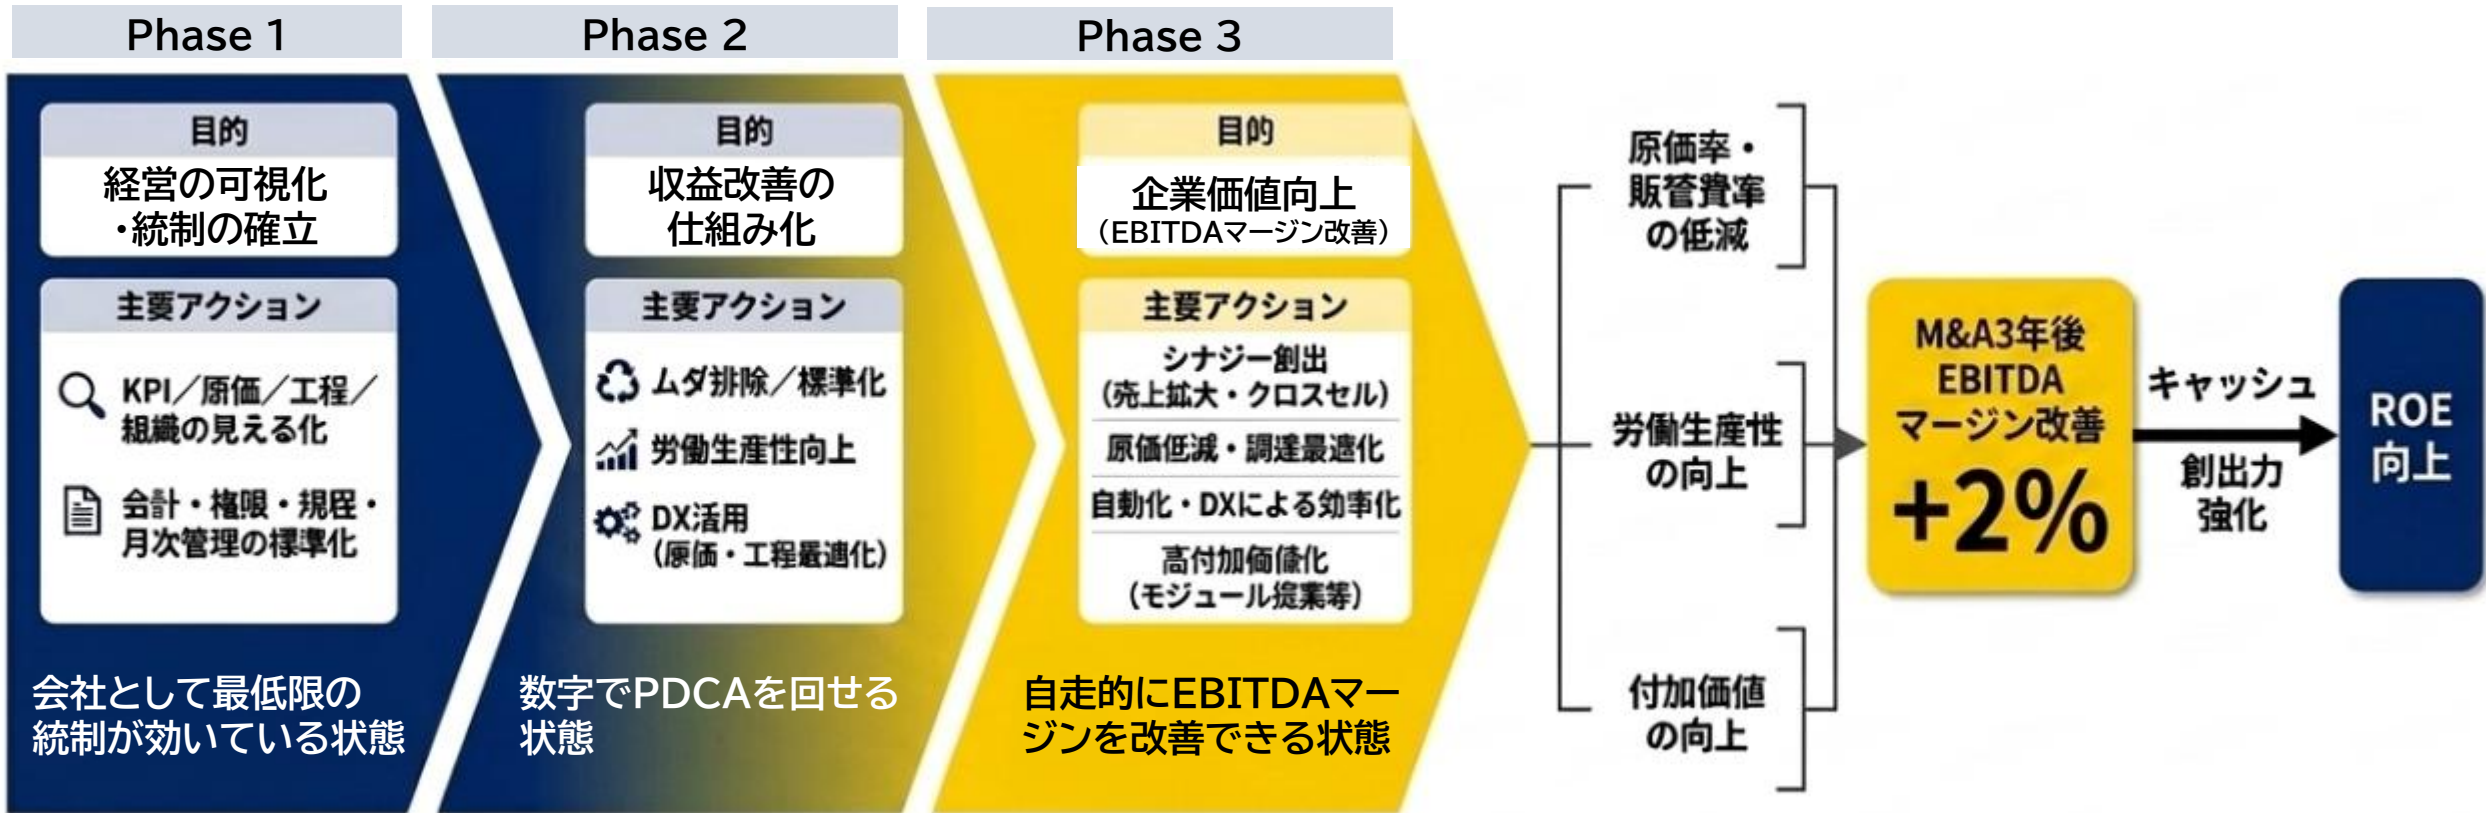 Phase 1
目的
経営の可視化
・統制の確立
主要アクション
KPI／原価／工程／
組織の見える化
会計・権限・規程・
月次管理の標準化
会社として最低限の
統制が効いている状態
Phase 2
目的
収益改善の
仕組み化
主要アクション
ムダ排除／標準化
労働生産性向上
DX活用
（原価・工程最適化）
数字でPDCAを回せる
状態
Phase 3
目的
企業価値向上
（EBITDAマージン改善）
主要アクション
シナジー創出
（売上拡大・クロスセル）
原価低減・調達最適化
自動化・DXによる効率化
高付加価値化
（モジュール提案等）
自走的にEBITDAマー
ジンを改善できる状態
原価率・
販管費率
の低減
労働生産性
の向上
付加価値
の向上
M&A3年後
EBITDA
マージン改善
+2%
キャッシュ
創出力
強化
ROE
向上